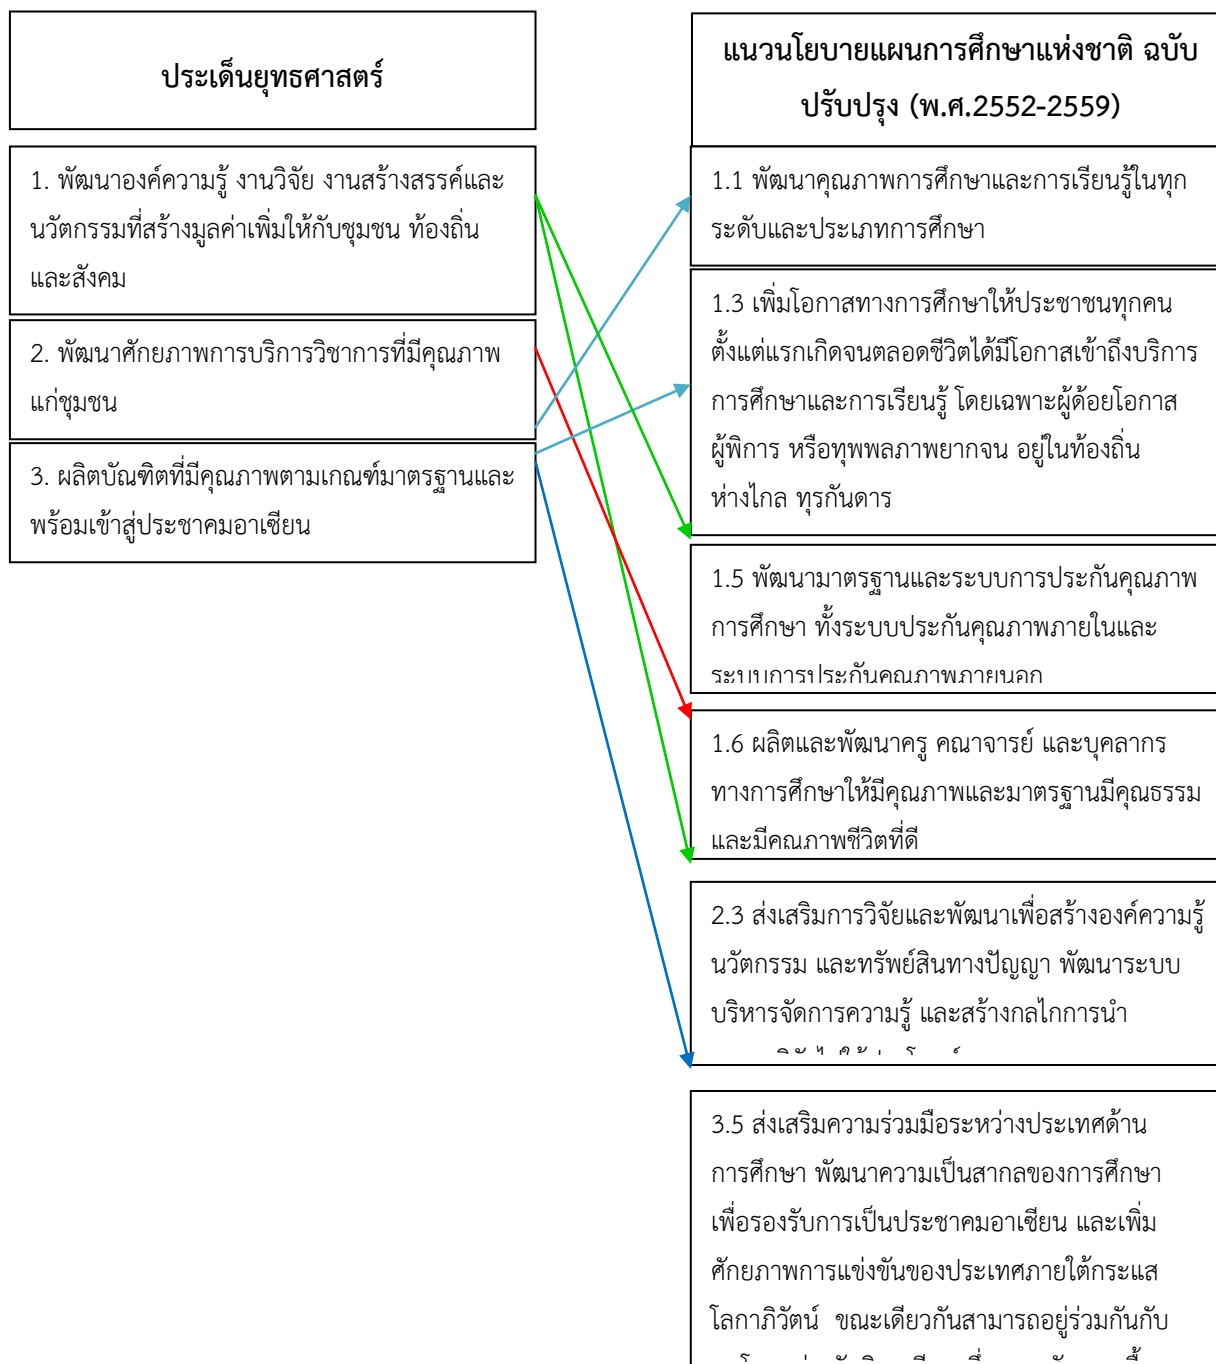 ประเด็นยุทธศาสตร์
1. พัฒนาองค์ความรู้ งานวิจัย งานสร้างสรรค์และ
นวัตกรรมที่สร้างมูลค่าเพิ่มให้กับชุมชน ท้องถิ่น
และสังคม
2. พัฒนาศักยภาพการบริการวิชาการที่มีคุณภาพ
แก่ชุมชน
3. ผลิตบัณฑิตที่มีคุณภาพตามเกณฑ์มาตรฐานและ
พร้อมเข้าสู่ประชาคมอาเซียน
แนวนโยบายแผนการศึกษาแห่งชาติ ฉบับ
ปรับปรุง (พ.ศ.2552-2559)
1.1 พัฒนาคุณภาพการศึกษาและการเรียนรู้ในทุก
ระดับและประเภทการศึกษา
1.3 เพิ่มโอกาสทางการศึกษาให้ประชาชนทุกคน
ตั้งแต่แรกเกิดจนตลอดชีวิตได้มีโอกาสเข้าถึงบริการ
การศึกษาและการเรียนรู้ โดยเฉพาะผู้ด้อยโอกาส
ผู้พิการ หรือทุพพลภาพยากจน อยู่ในท้องถิ่น
ห่างไกล ทุรกันดาร
1.5 พัฒนามาตรฐานและระบบการประกันคุณภาพ
การศึกษา ทั้งระบบประกันคุณภาพภายในและ
ระบบการประกันคุณภาพภายนอก
1.6 ผลิตและพัฒนาครู คณาจารย์ และบุคลากร
ทางการศึกษาให้มีคุณภาพและมาตรฐานมีคุณธรรม
และมีคุณภาพชีวิตที่ดี
2.3 ส่งเสริมการวิจัยและพัฒนาเพื่อสร้างองค์ความรู้
นวัตกรรม และทรัพย์สินทางปัญญา พัฒนาระบบ
บริหารจัดการความรู้ และสร้างกลไกการนำ
3.5 ส่งเสริมความร่วมมือระหว่างประเทศด้าน
การศึกษา พัฒนาความเป็นสากลของการศึกษา
เพื่อรองรับการเป็นประชาคมอาเซียน และเพิ่ม
ศักยภาพการแข่งขันของประเทศภายใต้กระแส
โลกาภิวัตน์ ขณะเดียวกันสามารถอยู่ร่วมกันกับ